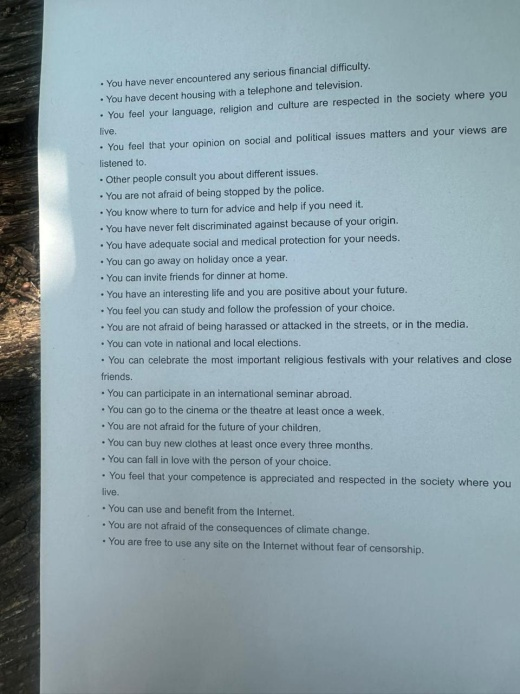 • You have never encountered any serious financial difficulty.
• You have decent housing with a telephone and television.
• You feel your language, religion and culture are respected in the society where you
live.
• You feel that your opinion on social and political issues matters and your views are
listened to.
• Other people consult you about different issues.
• You are not afraid of being stopped by the police.
• You know where to turn for advice and help if you need it.
• You have never felt discriminated against because of your origin.
• You have adequate social and medical protection for your needs.
• You can go away on holiday once a year.
• You can invite friends for dinner at home.
• You have an interesting life and you are positive about your future.
• You feel you can study and follow the profession of your choice.
• You are not afraid of being harassed or attacked in the streets, or in the media.
• You can vote in national and local elections.
• You can celebrate the most important religious festivals with your relatives and close
friends.
• You can participate in an international seminar abroad.
• You can go to the cinema or the theatre at least once a week.
• You are not afraid for the future of your children.
• You can buy new clothes at least once every three months.
• You can fall in love with the person of your choice.
• You feel that your competence is appreciated and respected in the society where you
live.
• You can use and benefit from the Internet.
• You are not afraid of the consequences of climate change.
• You are free to use any site on the Internet without fear of censorship.